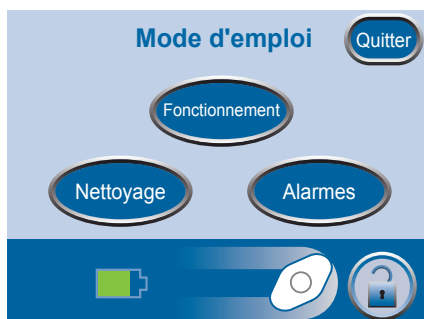 Mode d'emploi
Quitter
Fonctionnement
Nettoyage
Alarmes